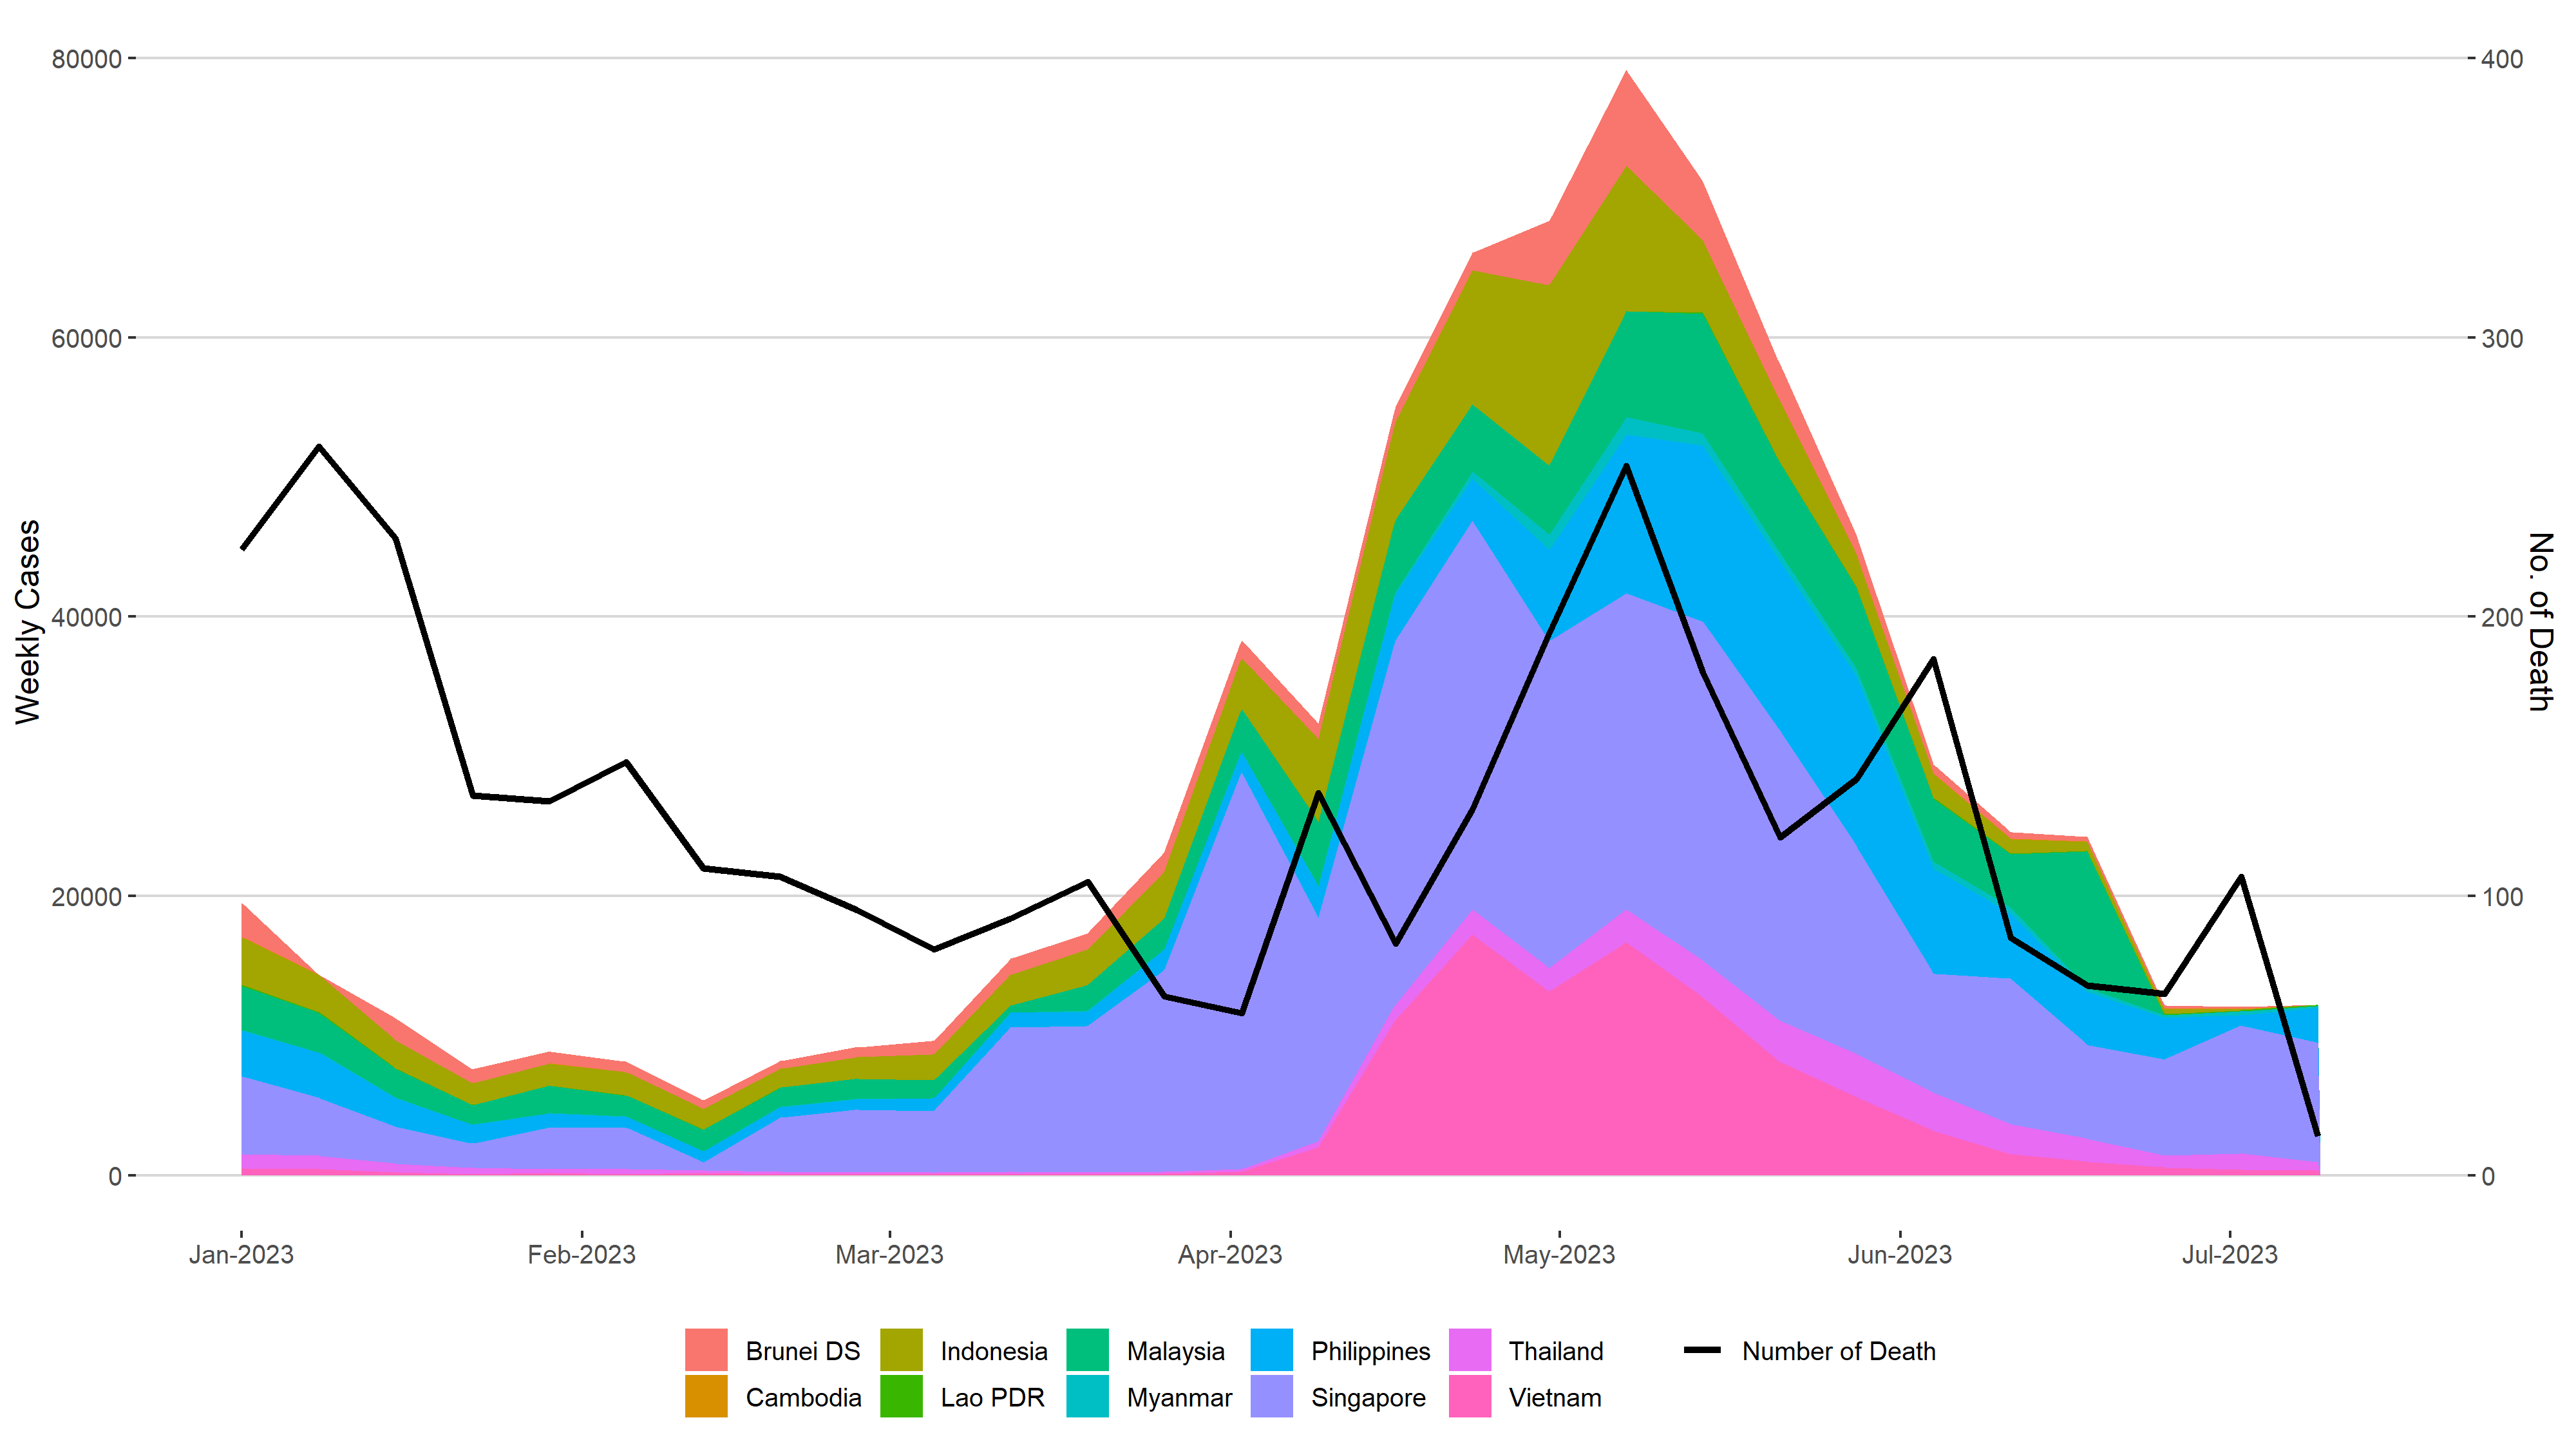 80000
60000
40000
20000
0
Weekly Cases
400
300
200
100
0
No. of Death
Jan-2023 Feb-2023 Mar-2023 Apr-2023 May-2023 Jun-2023 Jul-2023
Brunei DS Indonesia Malaysia Philippines Thailand Number of Death
Cambodia Lao PDR Myanmar Singapore Vietnam